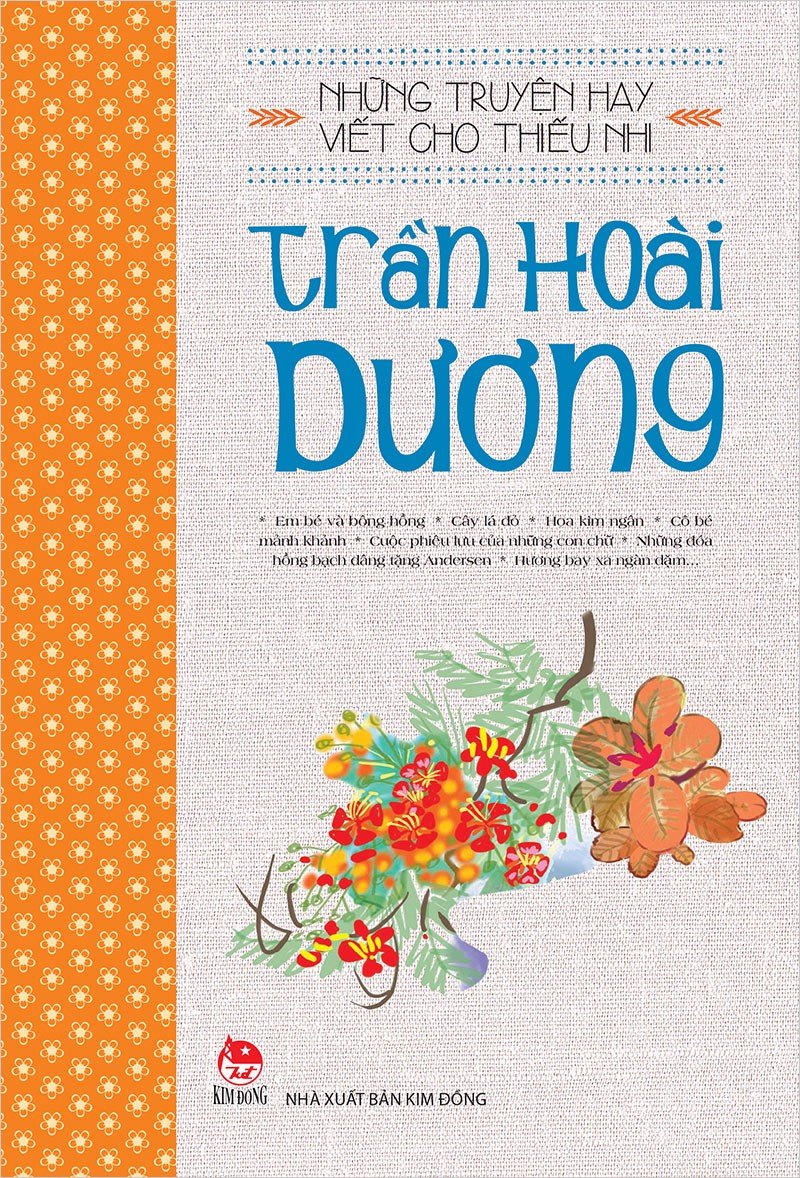 NHỮNG TRUYỆN HAY
VIẾT CHO THIẾU NHI
Trần Hoài
Dương
* Em bé và bông hồng * Cây lá đỏ * Hoa kim ngân * Cô bé
mảnh khảnh * Cuộc phiêu lưu của những con chữ * Những đóa
hồng bạch dâng tặng Andersen * Hương bay xa ngàn dặm...
KIM ĐỒNG
NHÀ XUẤT BẢN KIM ĐỒNG